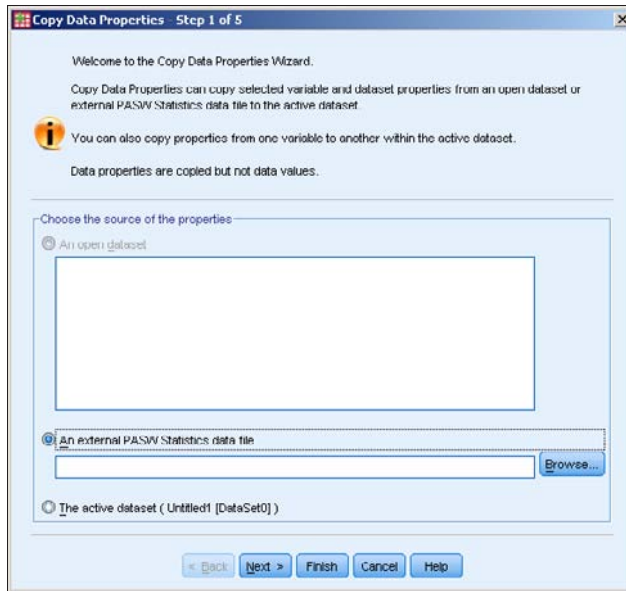 Copy Data Properties - Step 1 of 5
Welcome to the Copy Data Properties Wizard.
Copy Data Properties can copy selected variable and dataset properties from an open dataset or
external PASW Statistics data file to the active dataset.
You can also copy properties from one variable to another within the active dataset.
Data properties are copied but not data values.
Choose the source of the properties
An open dataset
An external PASW Statistics data file
Browse...
The active dataset ( Untitled1 [DataSet0] )
< Back Next > Finish Cancel Help